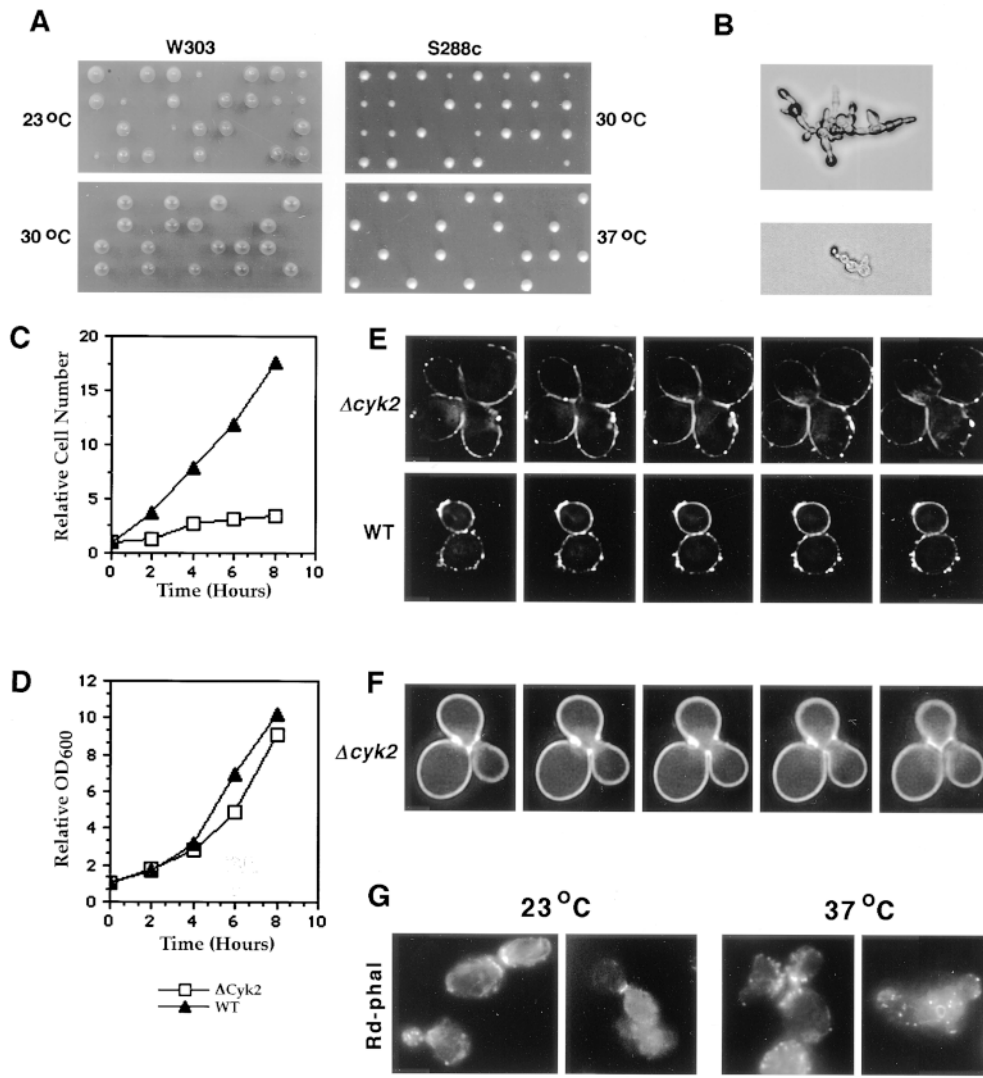 A
W303
S288c
B
23 °C
30 °C
30 °C
37 °C
C
20
15
10
5
0
Relative Cell Number
0 2 4 6 8 10
Time (Hours)
E
Δcyk2
WT
D
12
10
8
6
4
2
0
Relative OD600
0 2 4 6 8 10
Time (Hours)
ΔCyk2
WT
F
Δcyk2
G
23 °C
37 °C
Rd-phal